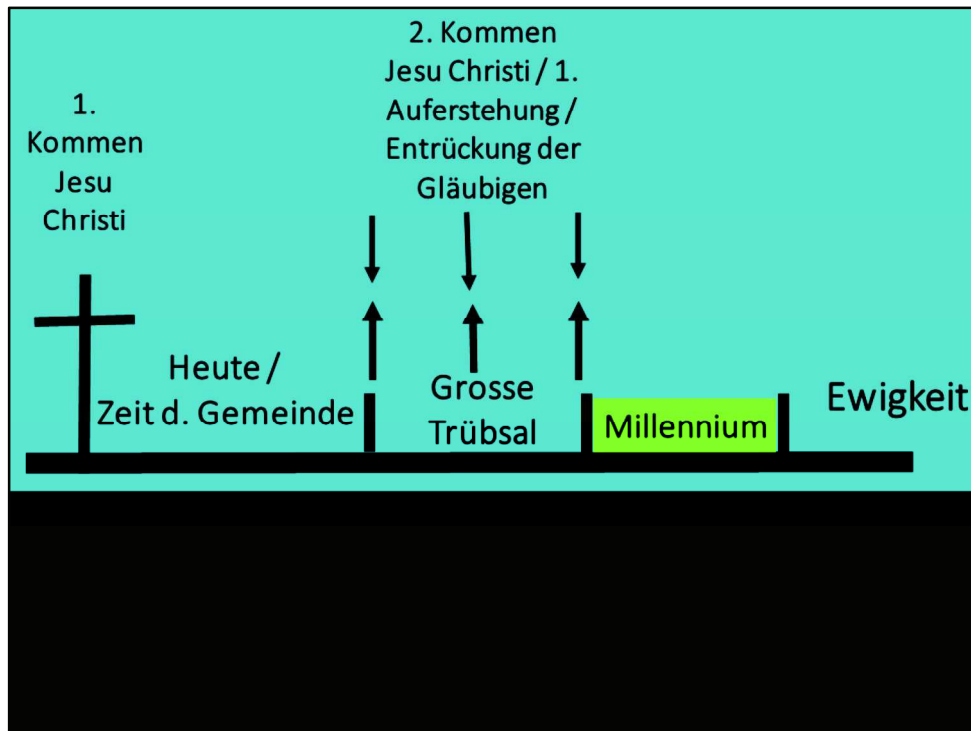 1.
Kommen
Jesu
Christi
2. Kommen
Jesu Christi / 1.
Auferstehung /
Entrückung der
Gläubigen
Heute /
Zeit d. Gemeinde
Grosse
Trübsal
Millennium
Ewigkeit